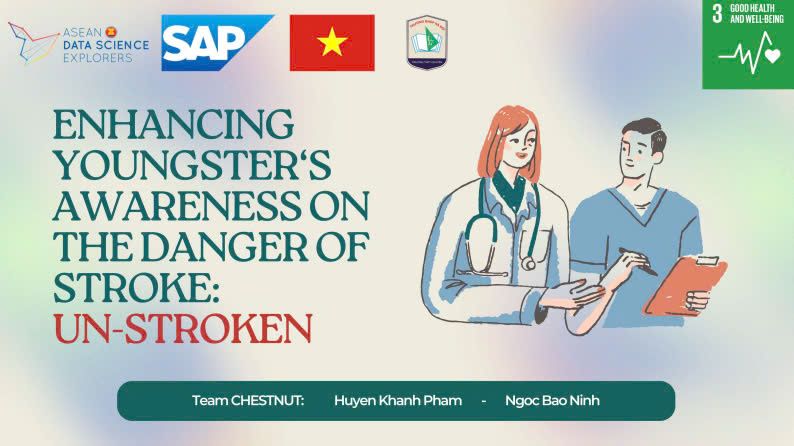 ASEAN
DATA SCIENCE
EXPLORERS
SAP
3 GOOD HEALTH
AND WELL-BEING
ENHANCING
YOUNGSTER‘S
AWARENESS ON
THE DANGER OF
STROKE:
UN-STROKEN
Team CHESTNUT: Huyen Khanh Pham - Ngoc Bao Ninh